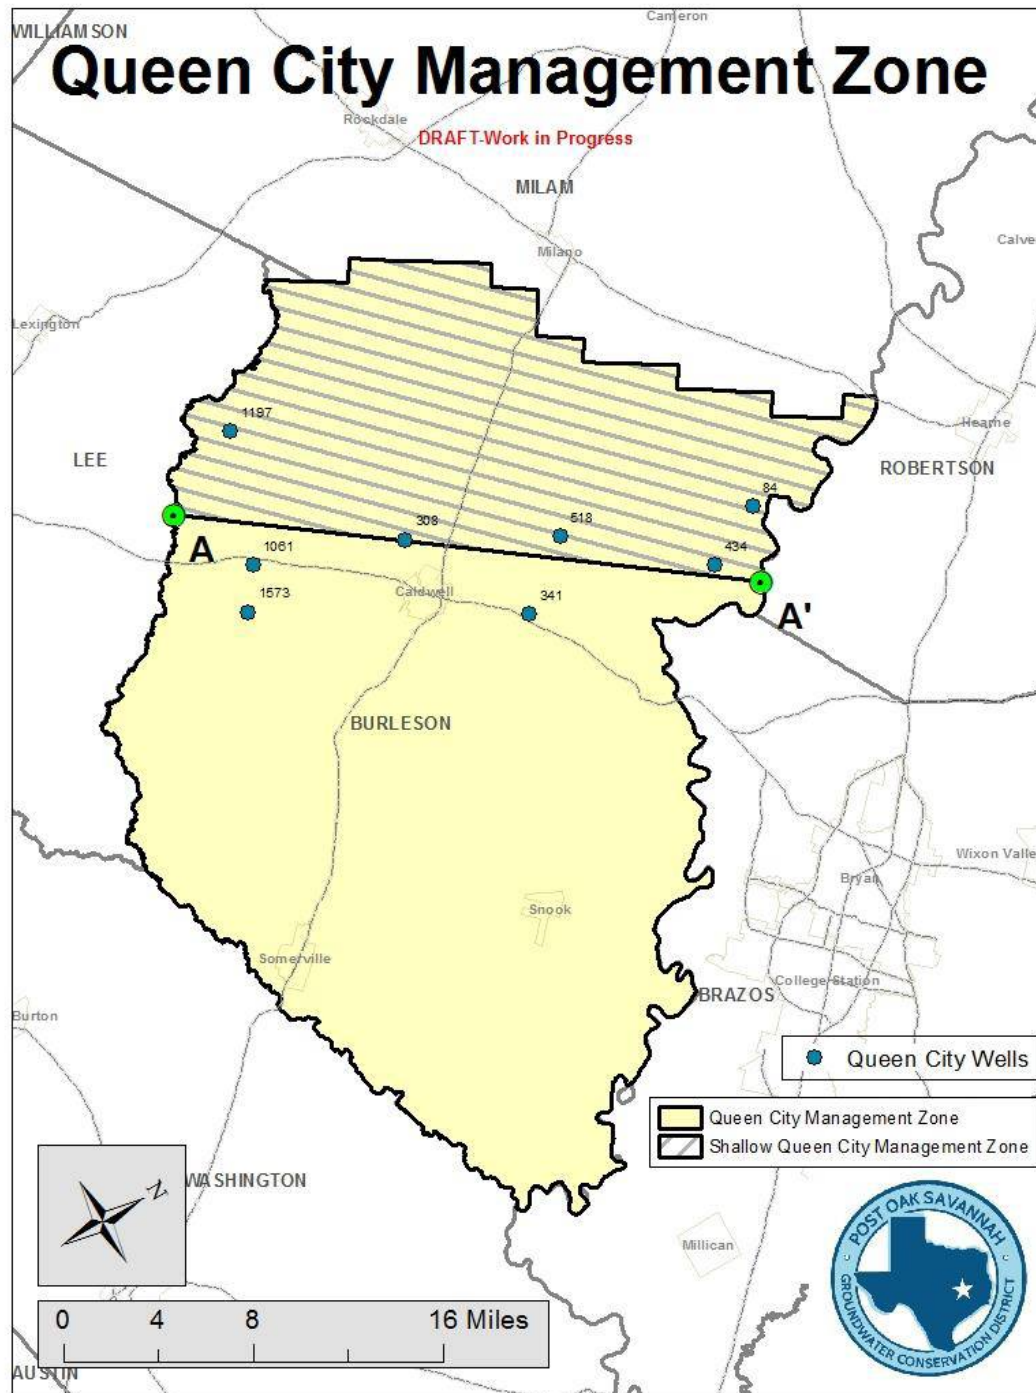 WILLIAMSON
Cameron
Queen City Management Zone
Rockdale
DRAFT-Work in Progress
MILAM
Calve
Milano
Lexington
1197
Hearne
LEE
ROBERTSON
84
308
518
A
1061
434
1573
Caldwell
341
A'
BURLESON
Wixon Valle
Bryan
Snook
Somerville
College Station
BRAZOS
Burton
Queen City Wells
Queen City Management Zone
Shallow Queen City Management Zone
WASHINGTON
N
POST OAK SAVANNAH
GROUNDWATER CONSERVATION DISTRICT
Millican
0 4 8 16 Miles
AUSTIN